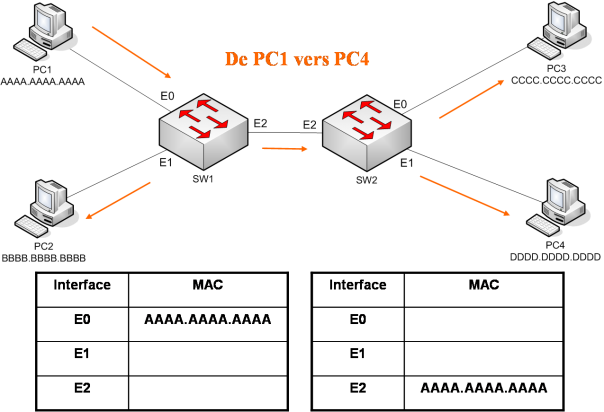 De PC1 vers PC4
PC1
AAAA.AAAA.AAAA
PC3
CCCC.CCCC.CCCC
E0
E2
E2
E0
E1
SW1
SW2
E1
PC2
BBBB.BBBB.BBBB
PC4
DDDD.DDDD.DDDD
Interface MAC
E0 AAAA.AAAA.AAAA
E1
E2
Interface MAC
E0
E1
E2 AAAA.AAAA.AAAA